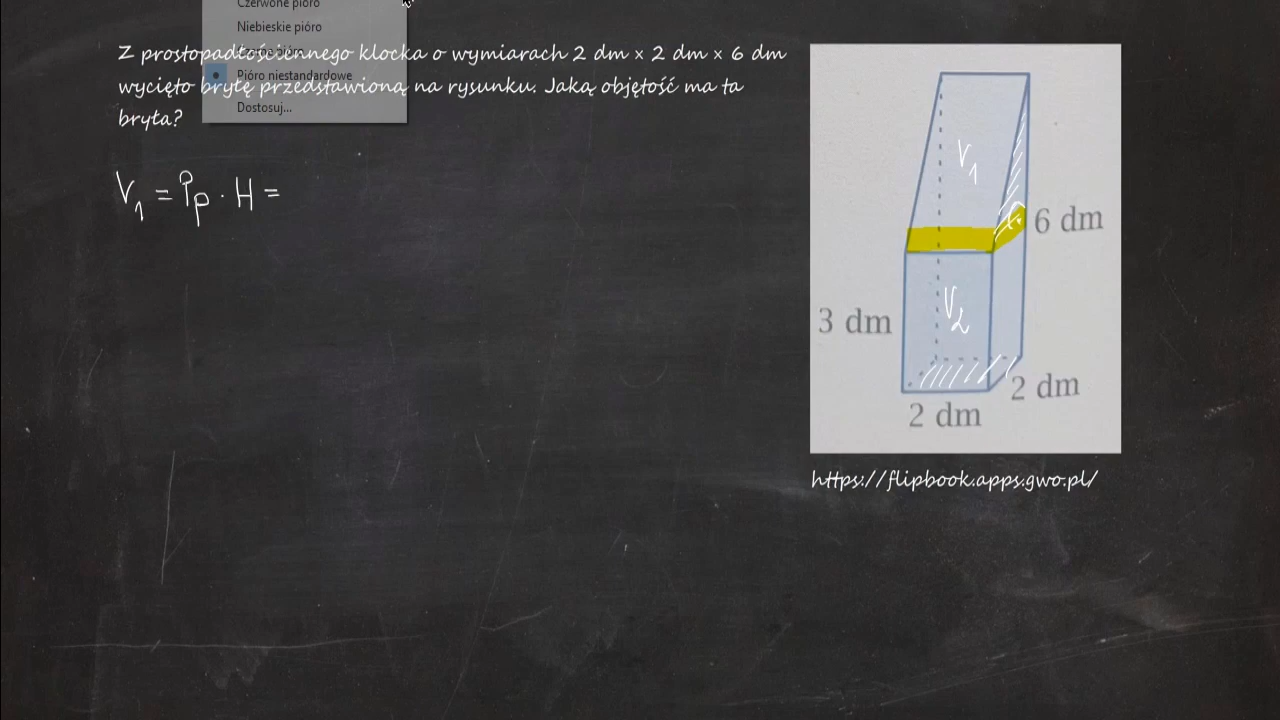 Czerwone pióro
Niebieskie pióro
Pióro niestandardowe
Dostosuj...
Z prostopadłościennego klocka o wymiarach 2 dm x 2 dm x 6 dm
wycięto bryłę przedstawioną na rysunku. Jaką objętość ma ta
bryła?
V₁ = Pp · H =
V₁
6 dm
V₂
3 dm
2 dm
2 dm
https://flipbook.apps.gwo.pl/